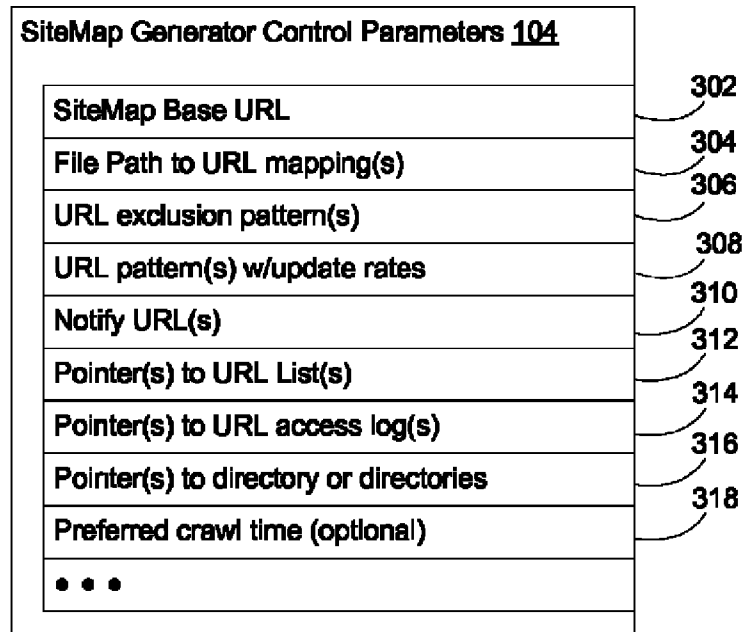 SiteMap Generator Control Parameters 104
SiteMap Base URL
302
File Path to URL mapping(s)
304
URL exclusion pattern(s)
306
URL pattern(s) w/update rates
308
Notify URL(s)
310
Pointer(s) to URL List(s)
312
Pointer(s) to URL access log(s)
314
Pointer(s) to directory or directories
316
Preferred crawl time (optional)
318
• • •